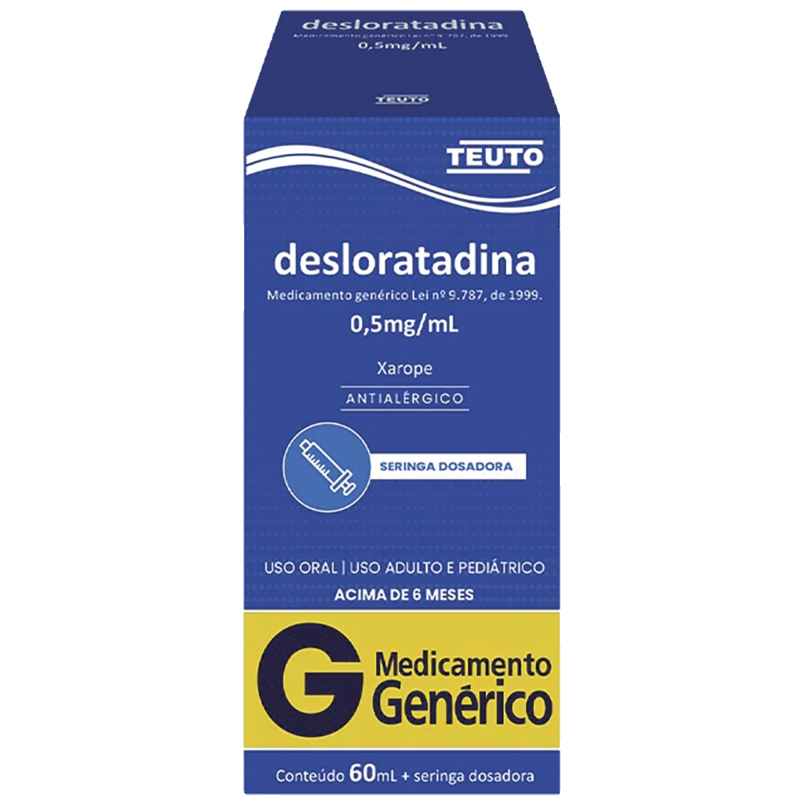 desloratadina
Medicamento genérico Lei nº 9.787, de 1999.
0,5mg/mL
TEUTO
TEUTO
desloratadina
Medicamento genérico Lei nº 9.787, de 1999.
0,5mg/mL
Xarope
ANTIALÉRGICO
SERINGA DOSADORA
USO ORAL | USO ADULTO E PEDIÁTRICO
ACIMA DE 6 MESES
G Medicamento
Genérico
Conteúdo 60mL + seringa dosadora